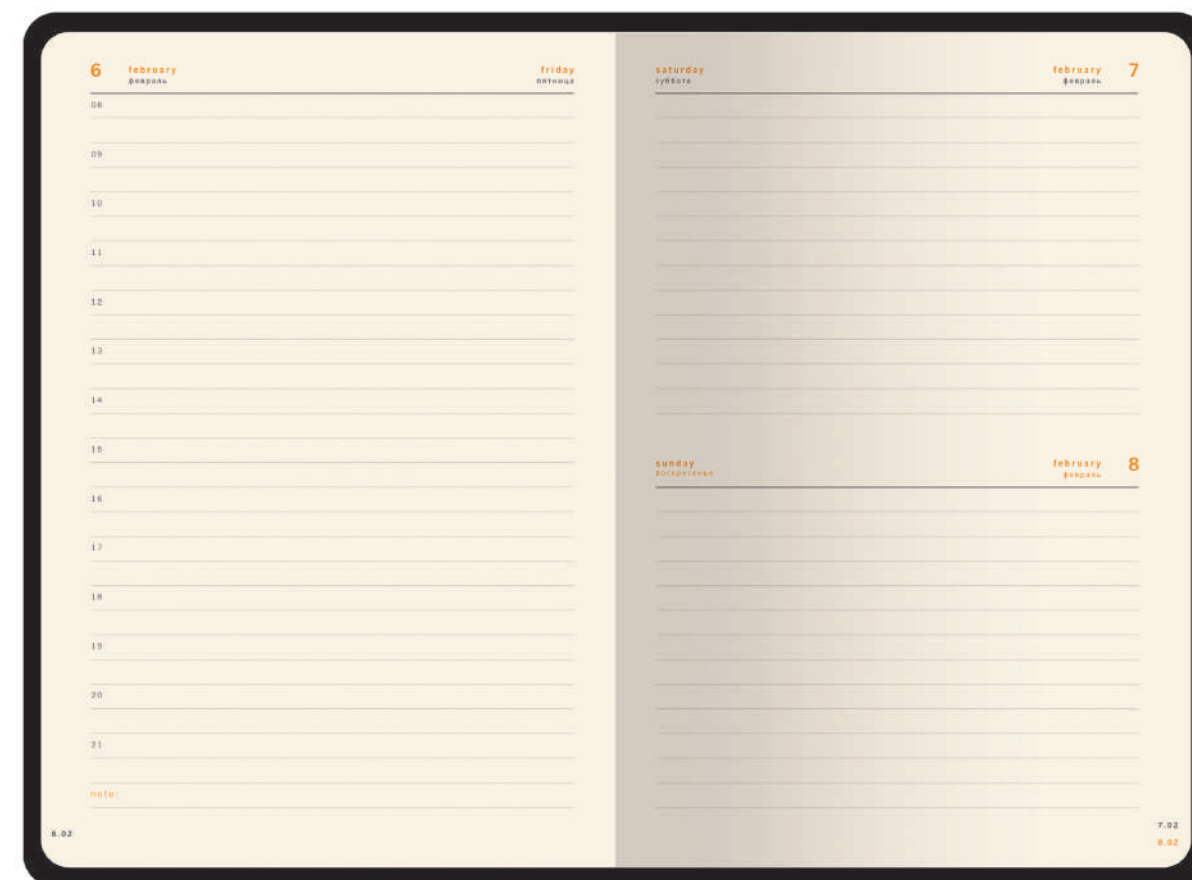 6 february friday
февраль пятница
08
09
10
11
12
13
14
15
16
17
18
19
20
21
note:
6.02
saturday february 7
суббота февраль
sunday february 8
воскресенье февраль
7.02
8.02